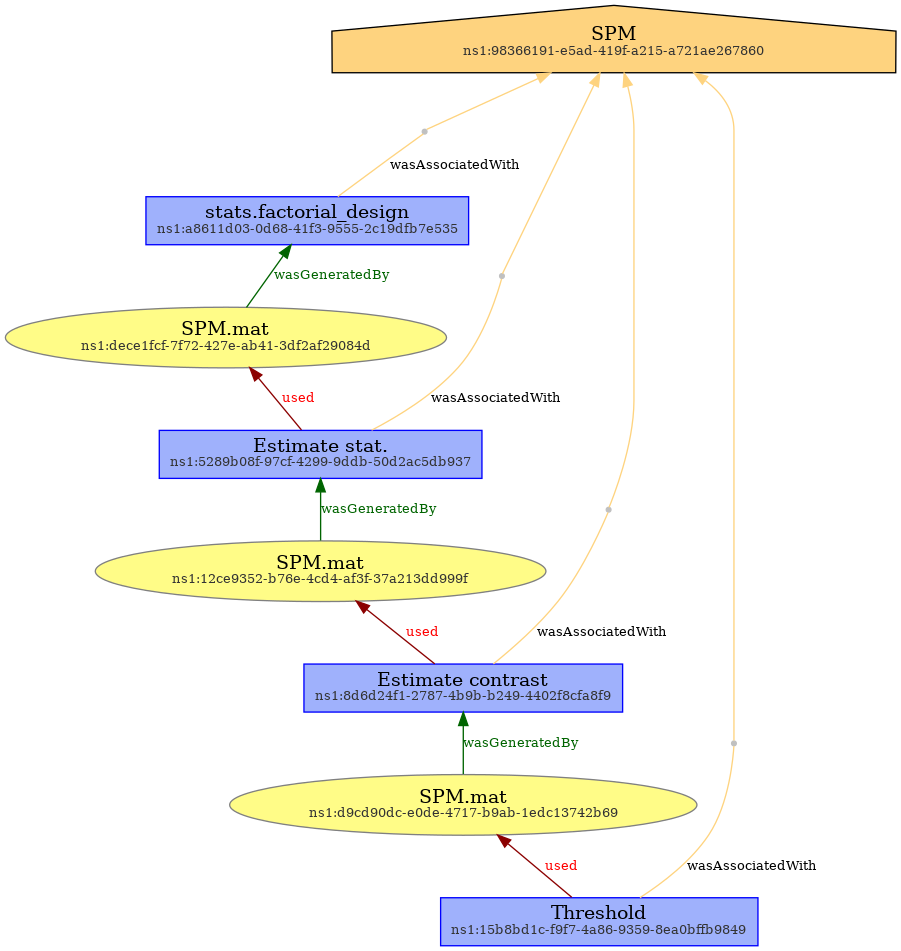 SPM
ns1:98366191-e5ad-419f-a215-a721ae267860
wasAssociatedWith
stats.factorial_design
ns1:a8611d03-0d68-41f3-9555-2c19dfb7e535
wasGeneratedBy
SPM.mat
ns1:dece1fcf-7f72-427e-ab41-3df2af29084d
used
wasAssociatedWith
Estimate stat.
ns1:5289b08f-97cf-4299-9ddb-50d2ac5db937
wasGeneratedBy
SPM.mat
ns1:12ce9352-b76e-4cd4-af3f-37a213dd999f
used
wasAssociatedWith
Estimate contrast
ns1:8d6d24f1-2787-4b9b-b249-4402f8cfa8f9
wasGeneratedBy
SPM.mat
ns1:d9cd90dc-e0de-4717-b9ab-1edc13742b69
used
wasAssociatedWith
Threshold
ns1:15b8bd1c-f9f7-4a86-9359-8ea0bffb9849